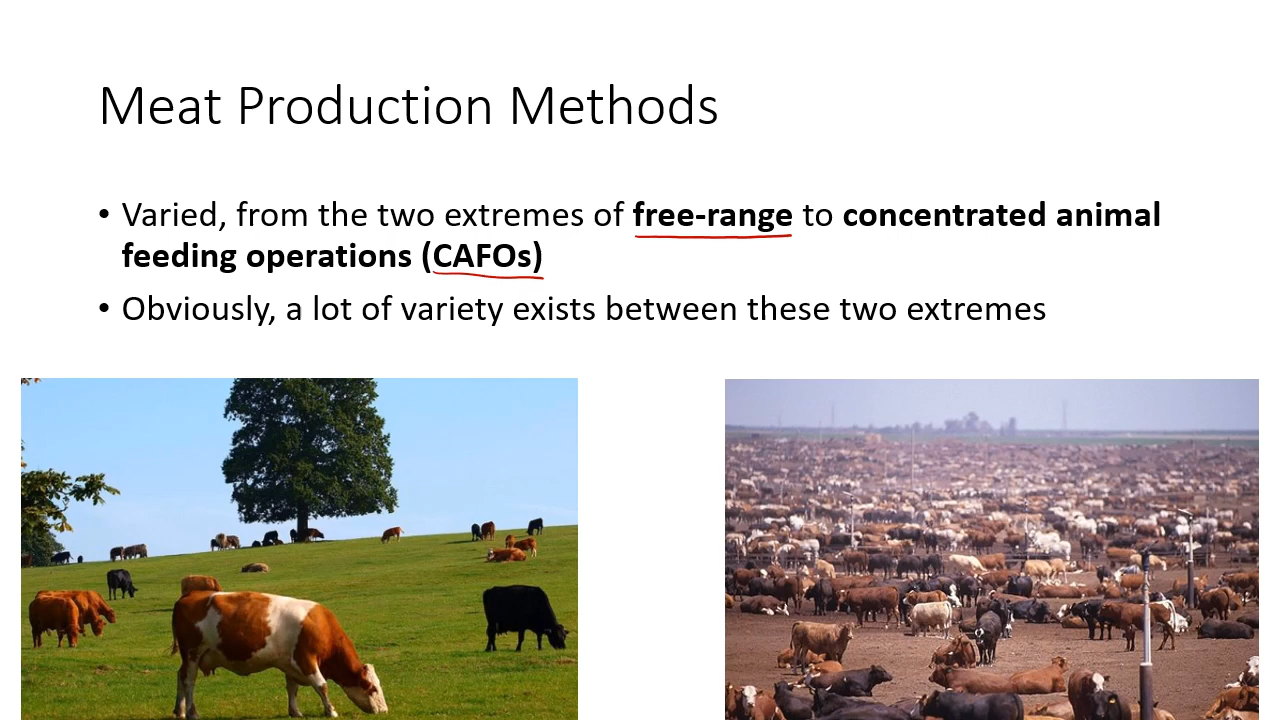 Meat Production Methods
• Varied, from the two extremes of free-range to concentrated animal
feeding operations (CAFOs)
• Obviously, a lot of variety exists between these two extremes